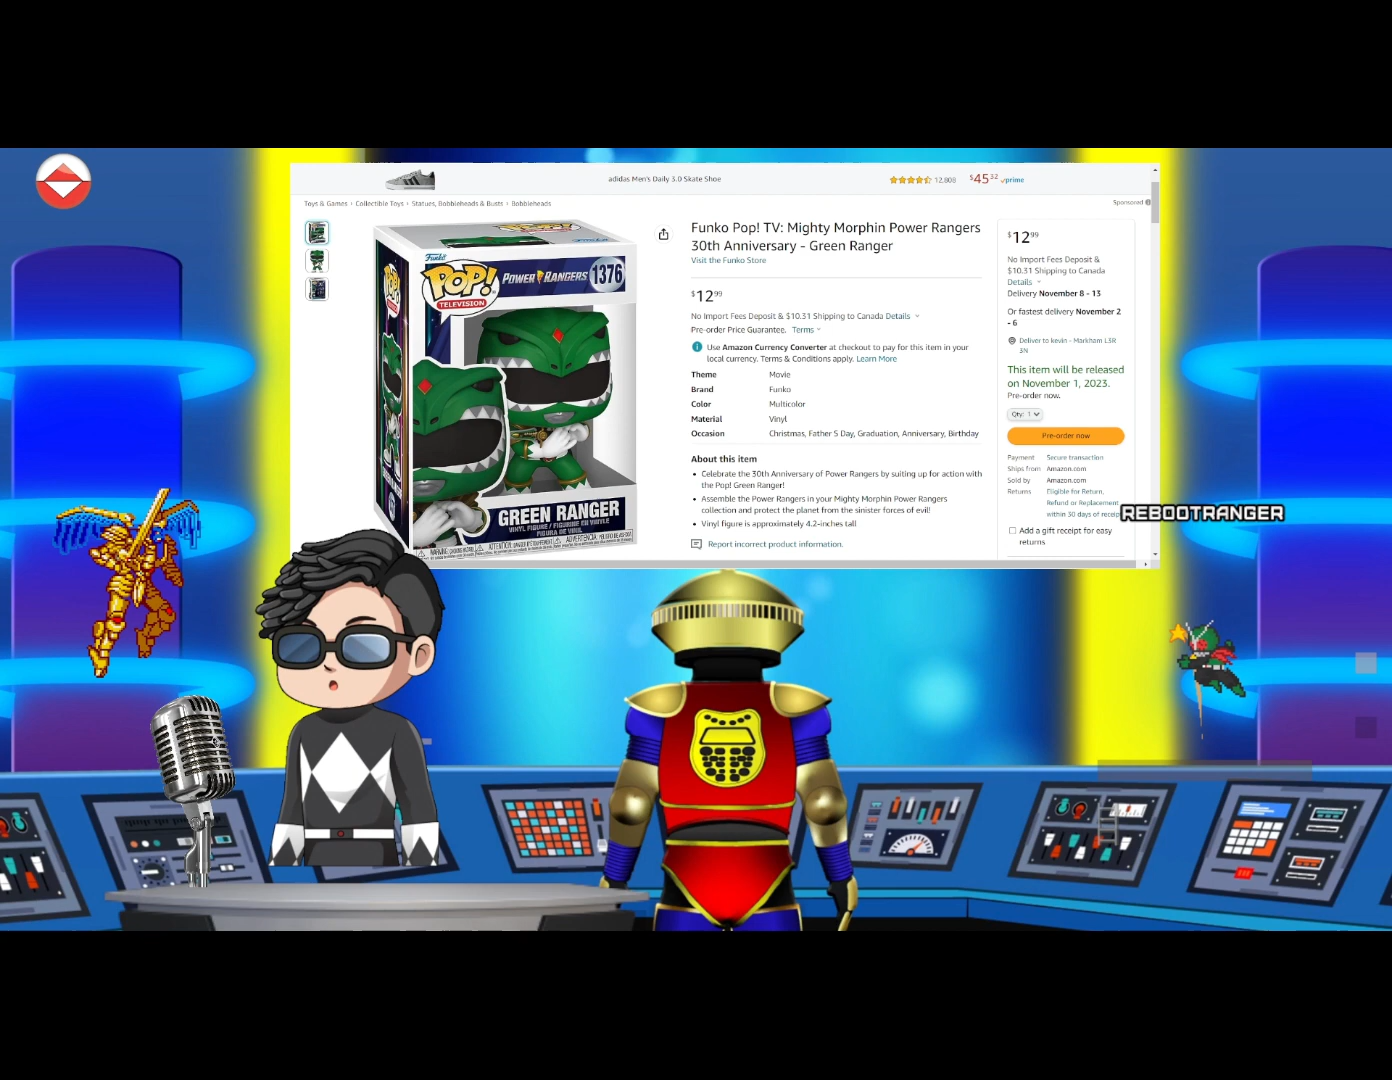 adidas Men's Daily 3.0 Skate Shoe
12,808
$45 32
prime
Toys & Games › Collectible Toys › Statues, Bobbleheads & Busts › Bobbleheads
Sponsored
Funko
POP!
TELEVISION
POWER RANGERS
1376
GREEN RANGER
VINYL FIGURE / FIGURINE EN VINYLE
FIGURA DE VINIL
Funko Pop! TV: Mighty Morphin Power Rangers
30th Anniversary - Green Ranger
Visit the Funko Store
$12 99
No Import Fees Deposit & $10.31 Shipping to Canada Details
Pre-order Price Guarantee. Terms
Use Amazon Currency Converter at checkout to pay for this item in your
local currency. Terms & Conditions apply. Learn More
Theme Movie
Brand Funko
Color Multicolor
Material Vinyl
Occasion Christmas, Father S Day, Graduation, Anniversary, Birthday
About this item
• Celebrate the 30th Anniversary of Power Rangers by suiting up for action with
the Pop! Green Ranger!
• Assemble the Power Rangers in your Mighty Morphin Power Rangers
collection and protect the planet from the sinister forces of evil!
• Vinyl figure is approximately 4.2-inches tall
Report incorrect product information.
$12 99
No Import Fees Deposit &
$10.31 Shipping to Canada
Details
Delivery November 8 - 13
Or fastest delivery November 2
- 6
Deliver to kevin - Markham L3R
3N
This item will be released
on November 1, 2023.
Pre-order now.
Qty: 1
Pre-order now
Payment Secure transaction
Ships from Amazon.com
Sold by Amazon.com
Returns Eligible for Return,
Refund or Replacement
within 30 days of receip
Add a gift receipt for easy
returns
REBOOTRANGER